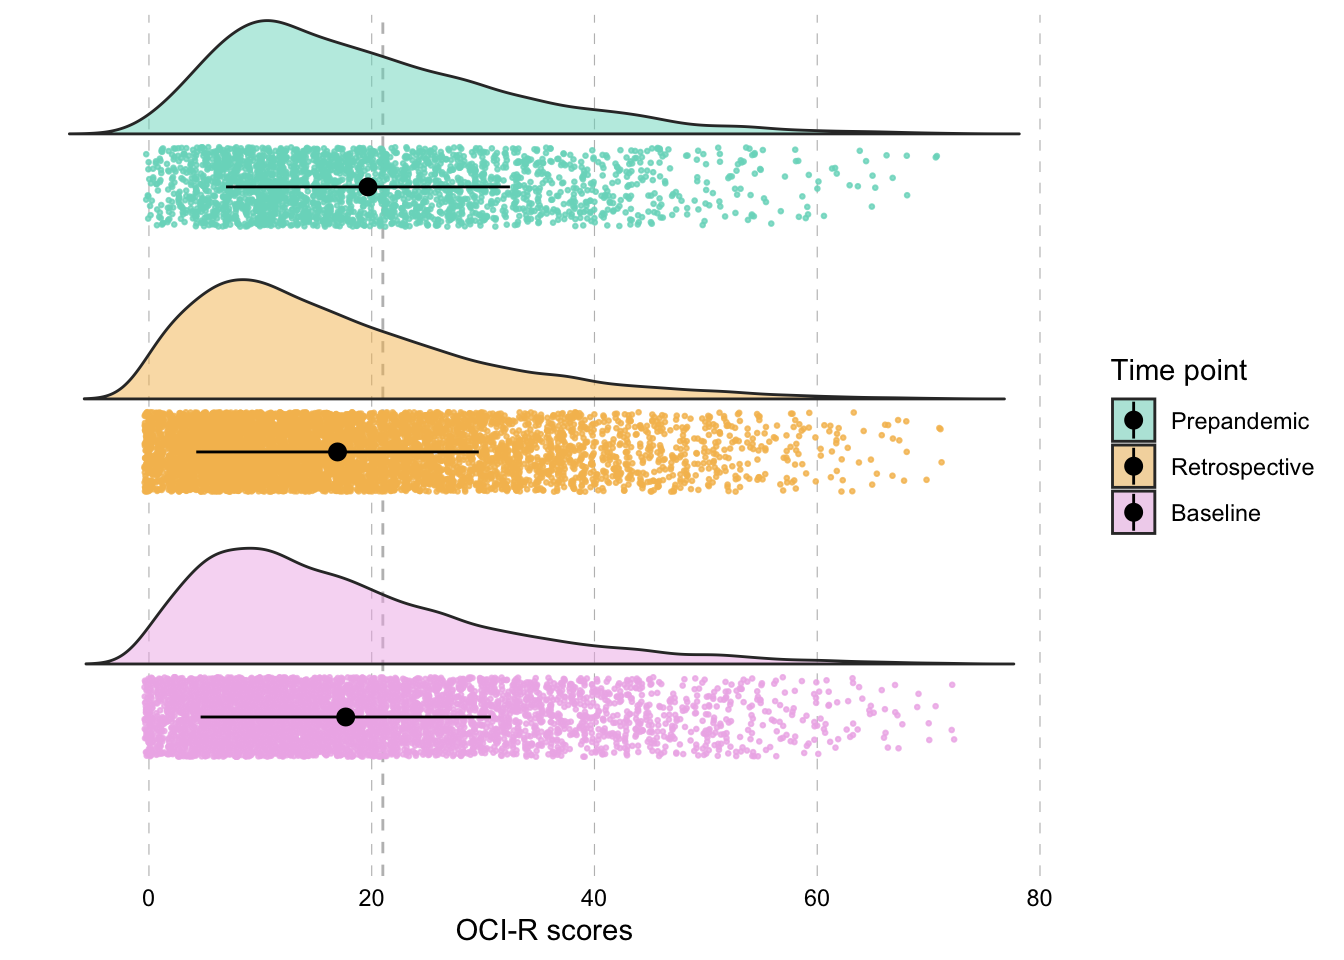 Time point
Prepandemic
Retrospective
Baseline
0 20 40 60 80
OCI-R scores